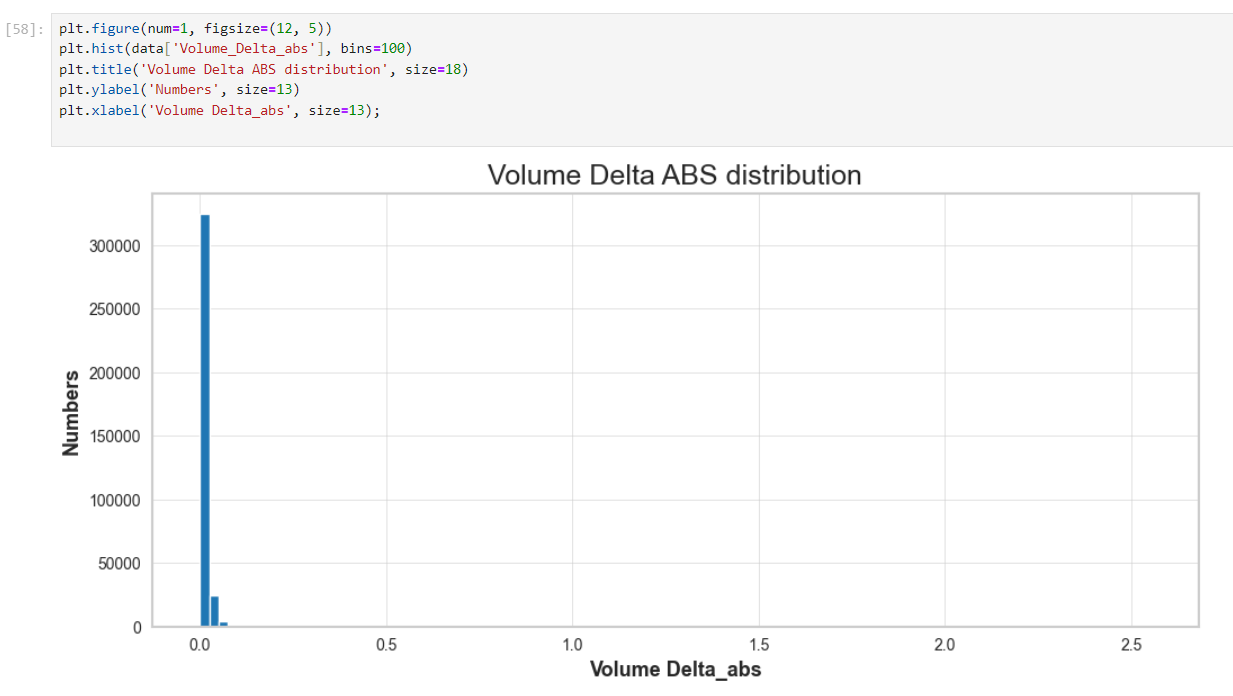 [58]: plt.figure(num=1, figsize=(12, 5))
plt.hist(data['Volume_Delta_abs'], bins=100)
plt.title('Volume Delta ABS distribution', size=18)
plt.ylabel('Numbers', size=13)
plt.xlabel('Volume Delta_abs', size=13);
Volume Delta ABS distribution
300000
250000
200000
150000
100000
50000
0
Numbers
0.0 0.5 1.0 1.5 2.0 2.5
Volume Delta_abs